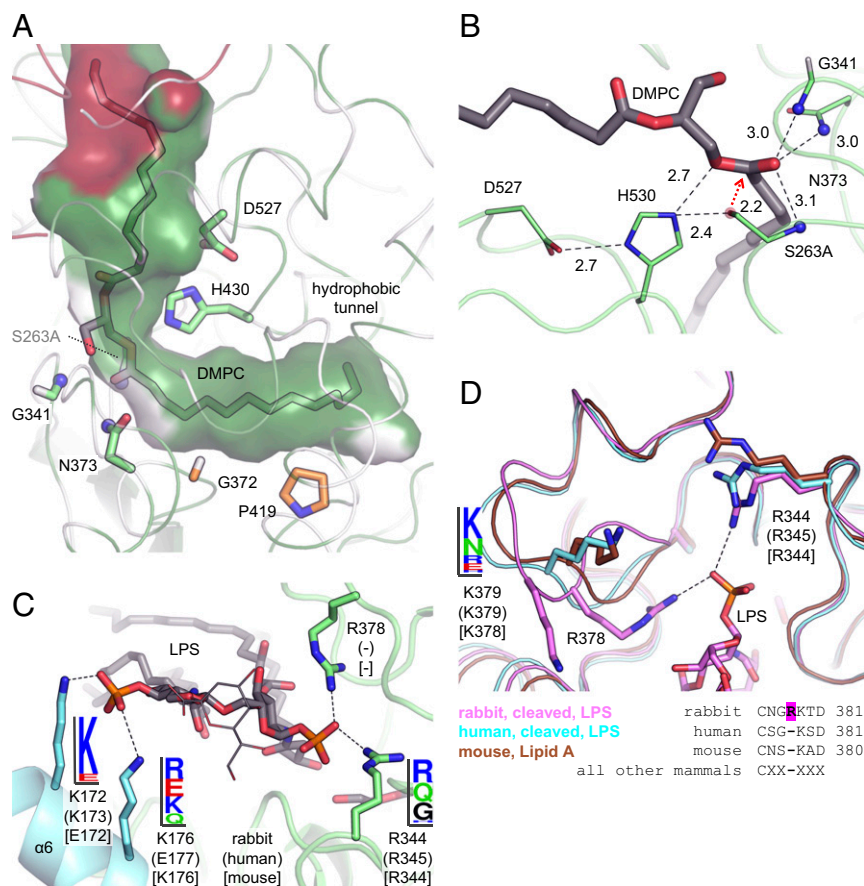 A
D527
H430
hydrophobic
tunnel
S263A
DMPC
G341
N373
G372
P419
B
G341
DMPC
3.0
3.0
D527
H530
2.7
N373
2.2
3.1
2.4
S263A
2.7
C
LPS
R378
(-)
[-]
K
E
K172
(K173)
[E172]
R
E
K
Q
K176
(E177)
[K176]
α6
rabbit
(human)
[mouse]
R
Q
G
R344
(R345)
[R344]
D
K
N
R
E
K379
(K379)
[K378]
R378
R344
(R345)
[R344]
LPS
rabbit, cleaved, LPS
human, cleaved, LPS
mouse, Lipid A
rabbit CNGRKTD 381
human CSG-KSD 381
mouse CNS-KAD 380
all other mammals CXX-XXX